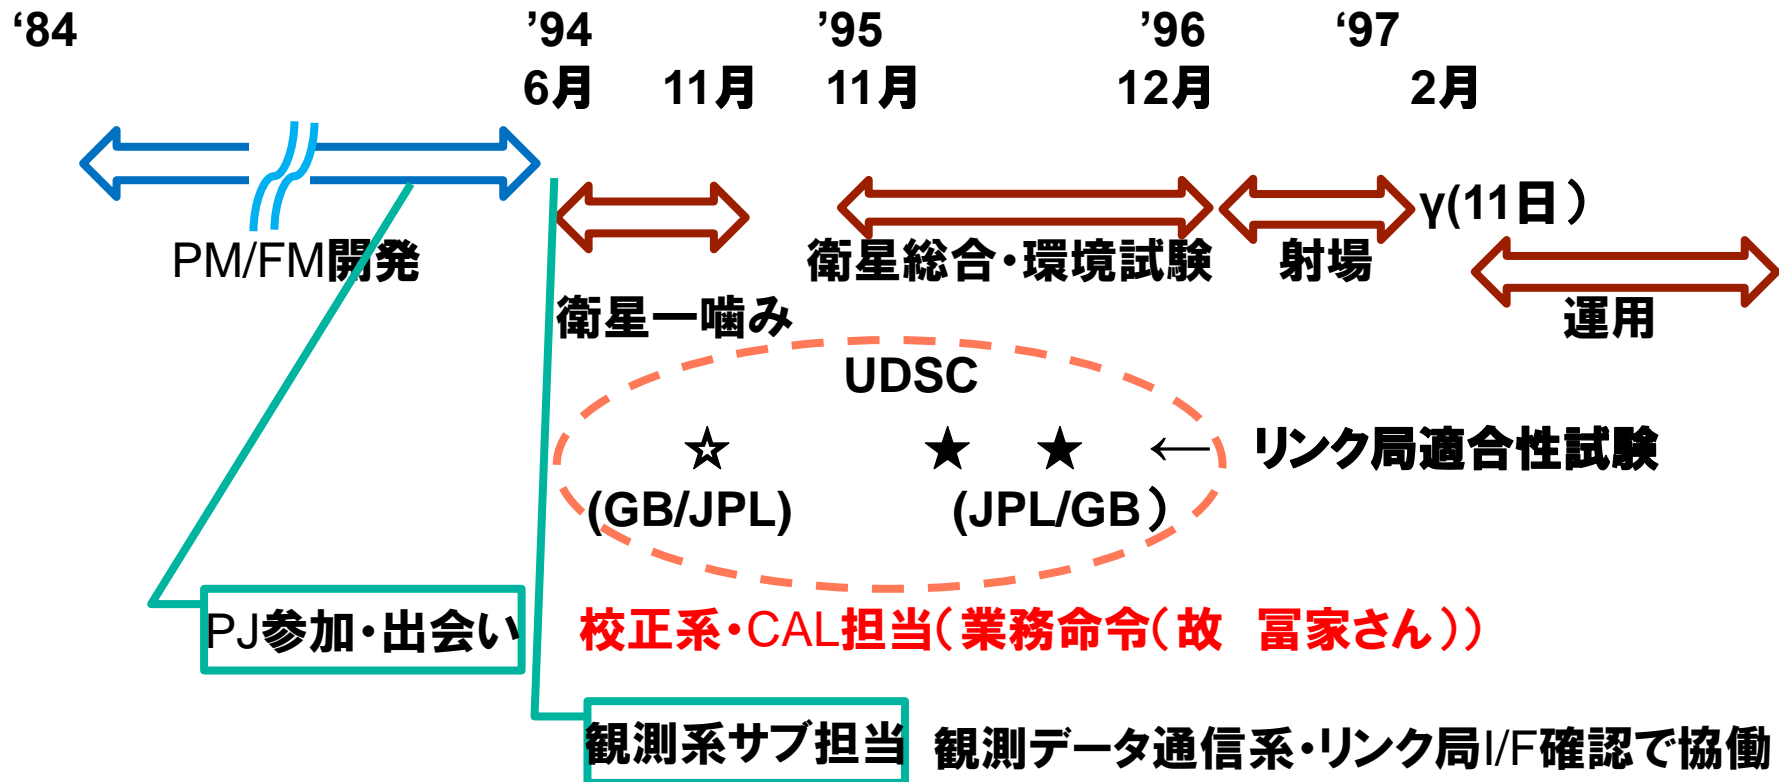 ‘84 ’94 ’95 ’96 ‘97
6月 11月 11月 12月 2月
γ(11日)
PM/FM開発 衛星総合・環境試験 射場
衛星一噛み 運用
UDSC
☆ ★ ★ ← リンク局適合性試験
(GB/JPL) (JPL/GB)
PJ参加・出会い 校正系・CAL担当(業務命令(故 冨家さん))
観測系サブ担当 観測データ通信系・リンク局I/F確認で協働